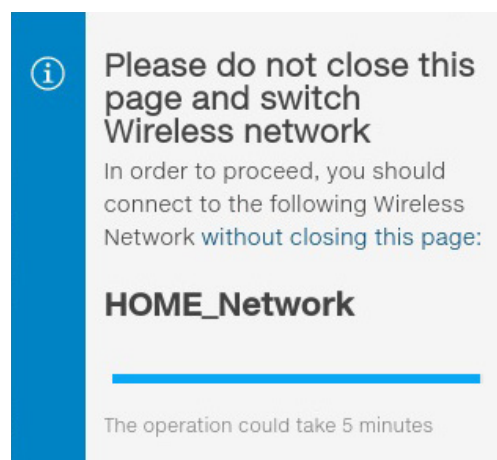 Please do not close this
page and switch
Wireless network
In order to proceed, you should
connect to the following Wireless
Network without closing this page:
HOME_Network
The operation could take 5 minutes